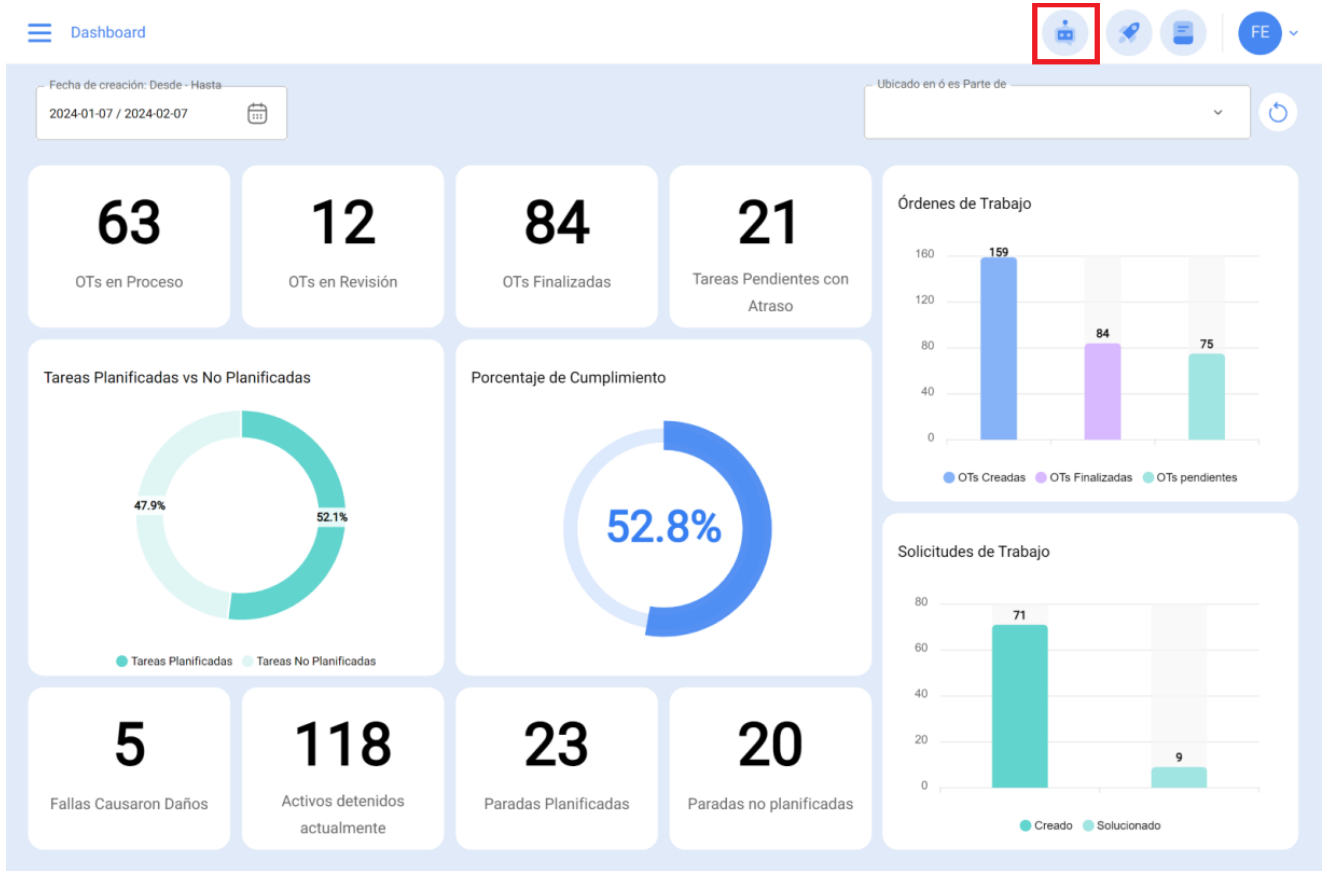 Dashboard
FE
Fecha de creación: Desde - Hasta
2024-01-07 / 2024-02-07
Ubicado en ó es Parte de
63
OTs en Proceso
12
OTs en Revisión
84
OTs Finalizadas
21
Tareas Pendientes con
Atraso
Órdenes de Trabajo
160
120
80
40
0
159
84
75
OTs Creadas
OTs Finalizadas
OTs pendientes
Tareas Planificadas vs No Planificadas
47.9%
52.1%
Tareas Planificadas
Tareas No Planificadas
Porcentaje de Cumplimiento
52.8%
Solicitudes de Trabajo
80
60
40
20
0
71
9
Creado
Solucionado
5
Fallas Causaron Daños
118
Activos detenidos
actualmente
23
Paradas Planificadas
20
Paradas no planificadas